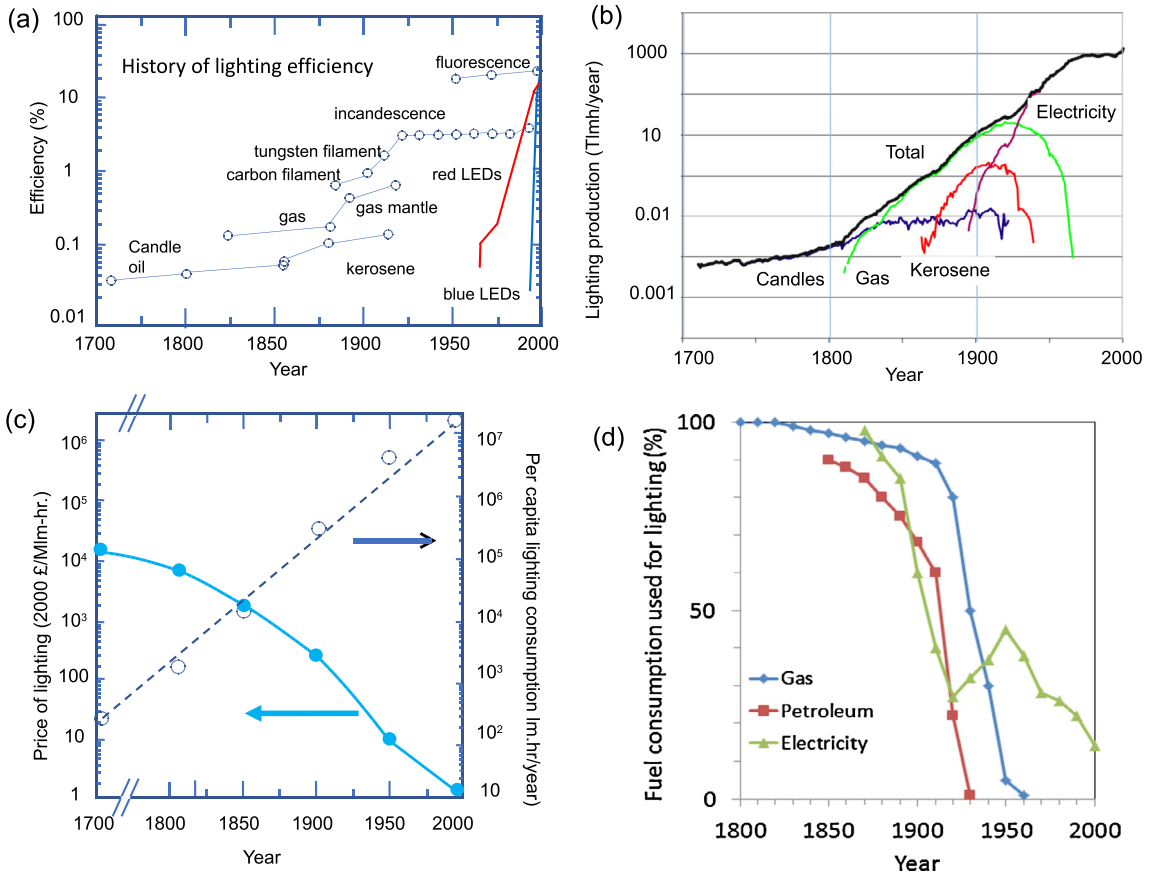 (a)
100
10
1
0.1
0.01
Efficiency (%)
History of lighting efficiency
fluorescence
incandescence
tungsten filament
carbon filament
red LEDs
gas
gas mantle
Candle
oil
kerosene
blue LEDs
1700
1800
1850
1900
1950
2000
Year
(b)
1000
10
0.01
0.001
Lighting production (Tlmh/year)
Electricity
Total
Candles
Gas
Kerosene
1700
1800
1900
2000
Year
(c)
10⁶
10⁵
10⁴
10³
100
10
1
Price of lighting (2000 £/Mlm-hr.)
10⁷
10⁶
10⁵
10⁴
10³
10²
10
Per capita lighting consumption lm.hr/year)
1700
1800
1850
1900
1950
2000
Year
(d)
100
50
0
Fuel consumption used for lighting (%)
Gas
Petroleum
Electricity
1800
1850
1900
1950
2000
Year